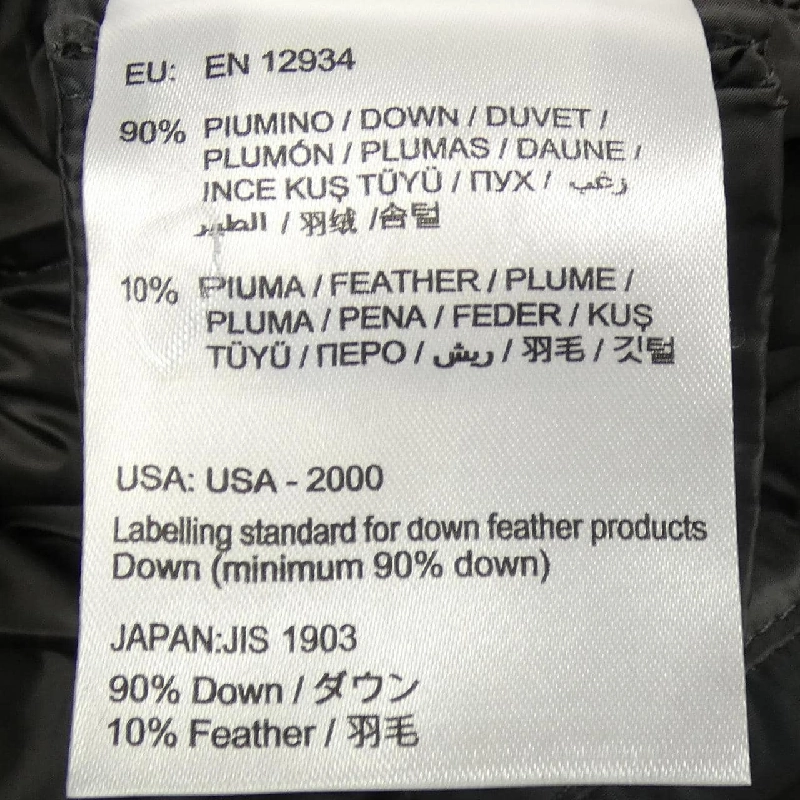 EU: EN 12934
90% PIUMINO / DOWN / DUVET /
PLUMÓN / PLUMAS / DAUNE /
INCE KUŞ TÜYÜ / ПУХ / زغب
الطير / 羽绒 /솜털
10% PIUMA / FEATHER / PLUME /
PLUMA / PENA / FEDER / KUŞ
TÜYÜ / ПЕРО / ريش / 羽毛 / 깃털
USA: USA - 2000
Labelling standard for down feather products
Down (minimum 90% down)
JAPAN:JIS 1903
90% Down / ダウン
10% Feather / 羽毛